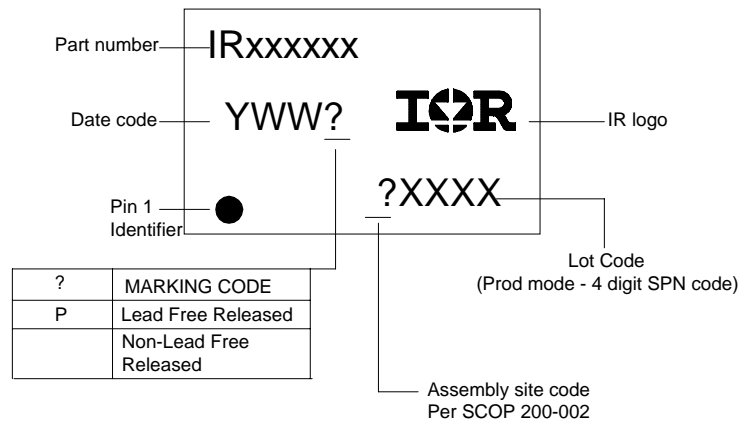 Part number
IRxxxxxx
Date code
YWW?
IOR
IR logo
?XXXX
Pin 1
Identifier
Lot Code
(Prod mode - 4 digit SPN code)
? MARKING CODE
P Lead Free Released
Non-Lead Free
Released
Assembly site code
Per SCOP 200-002